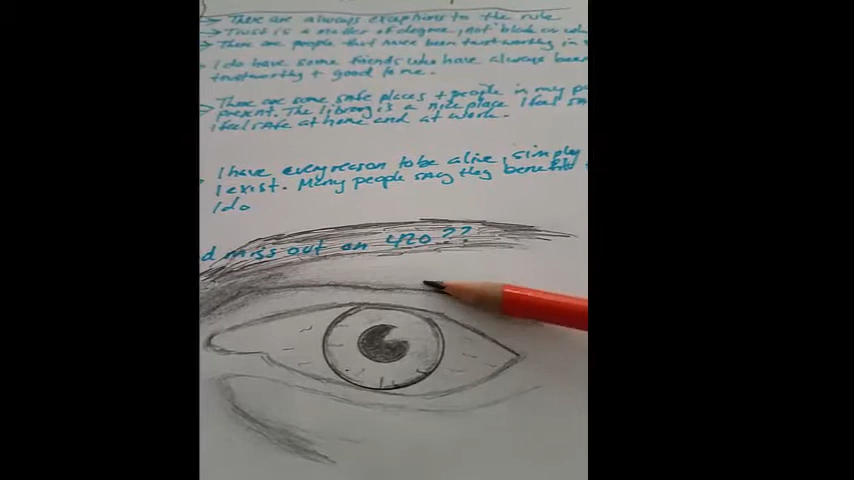 → There are always exceptions to the rule
→ Trust is a matter of degree, not black or
→ There are people that have been trustworthy in
I do have some friends who have always been
trustworthy + good to me.
→ There are some safe places + people in my
present. The library is a nice place I feel
I feel safe at home and at work.
I have every reason to be alive, simply
I exist. Many people say they benefit
I do
d miss out on 420??